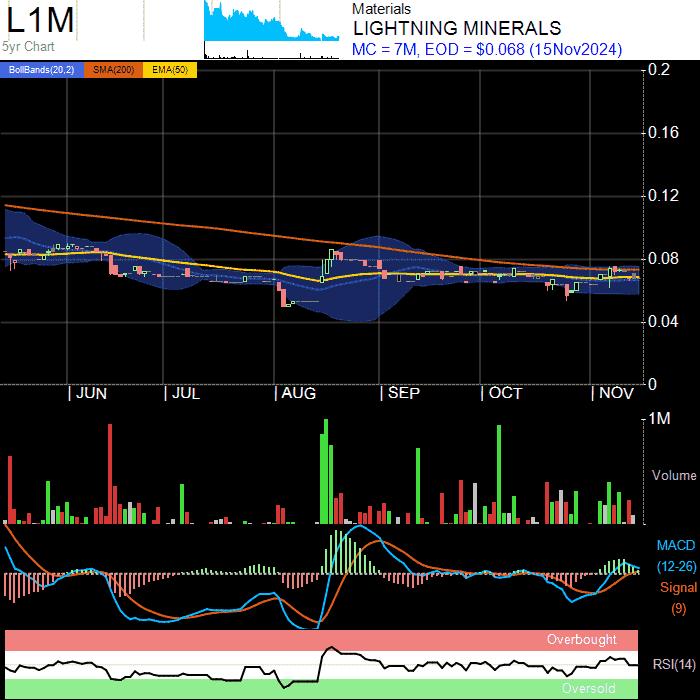 L1M
5yr Chart
Materials
LIGHTNING MINERALS
MC = 7M, EOD = $0.068 (15Nov2024)
BollBands(20,2) SMA(200) EMA(50)
0.2
0.16
0.12
0.08
0.04
0
JUN JUL AUG SEP OCT NOV
1M
Volume
MACD
(12-26)
Signal
(9)
Overbought
RSI(14)
Oversold